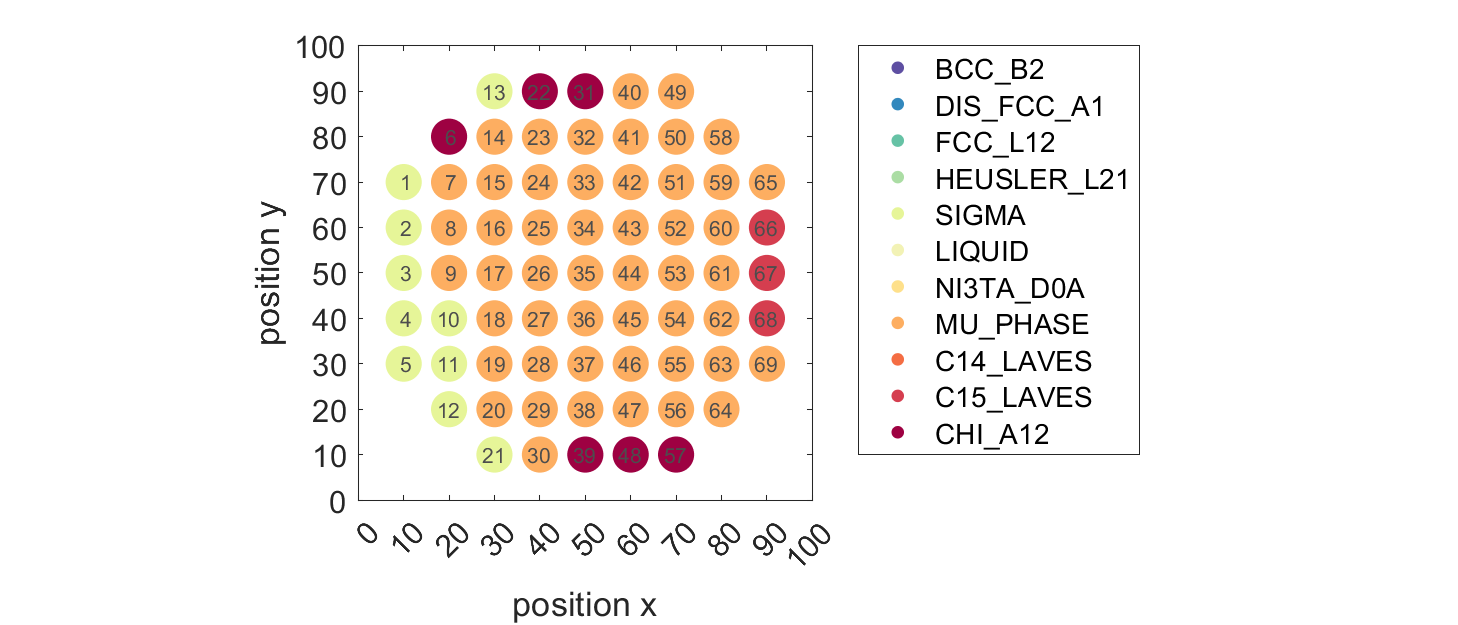 100
90
80
70
60
50
40
30
20
10
0
position y
13 22 31 40 49
6 14 23 32 41 50 58
1 7 15 24 33 42 51 59 65
2 8 16 25 34 43 52 60 66
3 9 17 26 35 44 53 61 67
4 10 18 27 36 45 54 62 68
5 11 19 28 37 46 55 63 69
12 20 29 38 47 56 64
21 30 39 48 57
0 10 20 30 40 50 60 70 80 90 100
position x
BCC_B2
DIS_FCC_A1
FCC_L12
HEUSLER_L21
SIGMA
LIQUID
NI3TA_D0A
MU_PHASE
C14_LAVES
C15_LAVES
CHI_A12